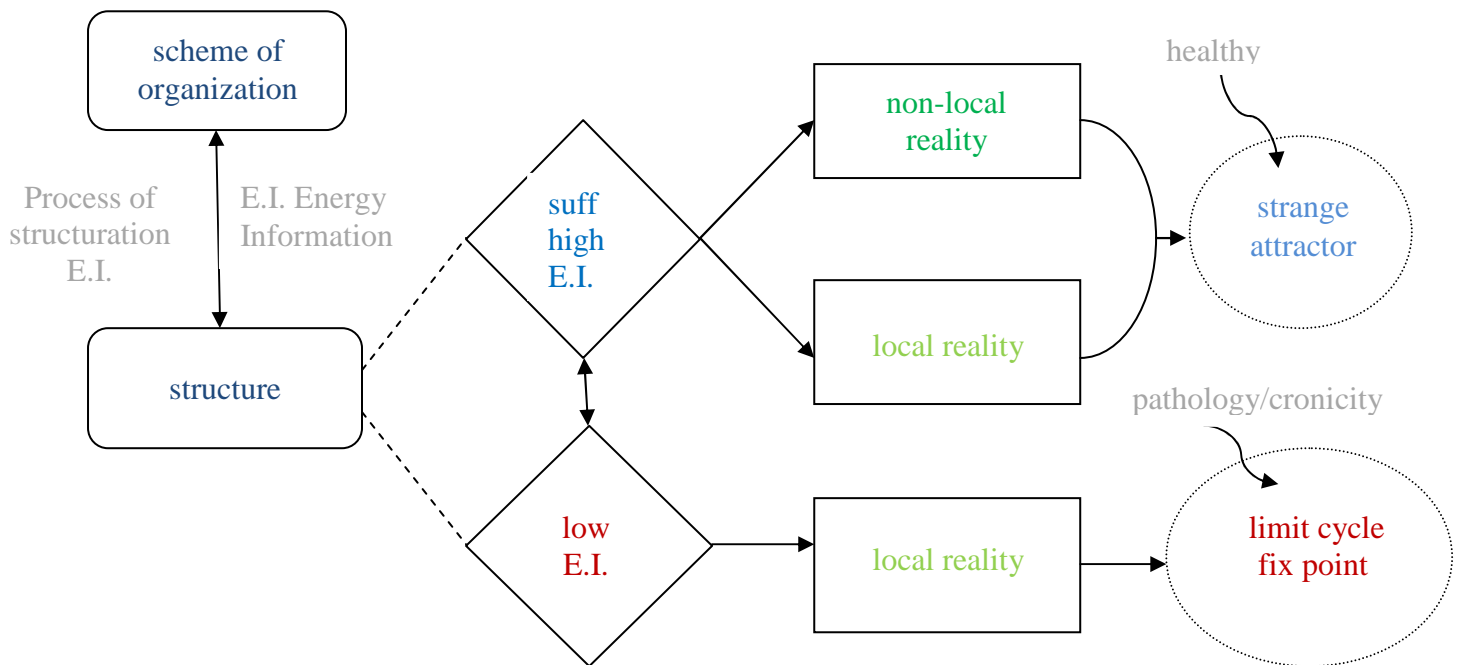 scheme of
organization
Process of
structuration
E.I.
E.I. Energy
Information
structure
suff
high
E.I.
low
E.I.
non-local
reality
local reality
local reality
healthy
strange
attractor
pathology/cronicity
limit cycle
fix point